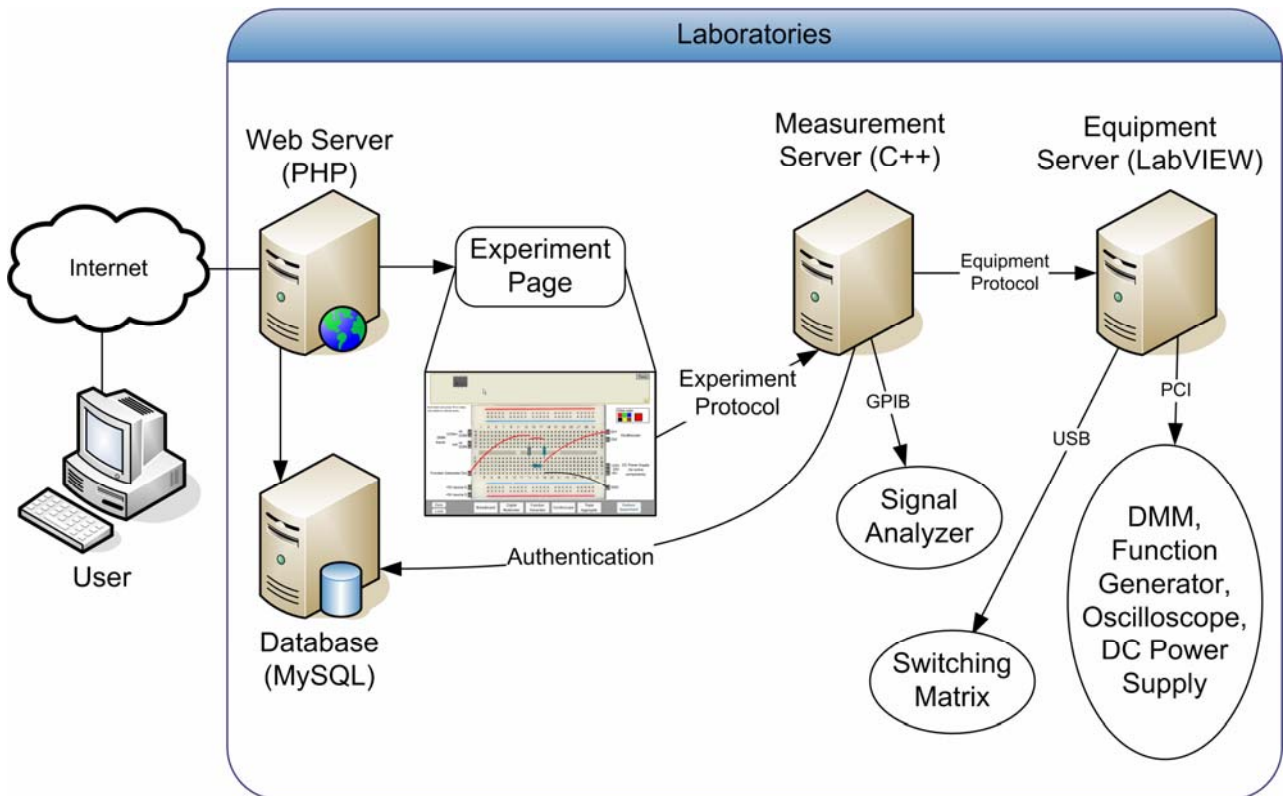 Laboratories
Web Server
(PHP)
Measurement
Server (C++)
Equipment
Server (LabVIEW)
Internet
Experiment
Page
Equipment
Protocol
Experiment
Protocol
GPIB
USB
PCI
User
Authentication
Signal
Analyzer
DMM,
Function
Generator,
Oscilloscope,
DC Power
Supply
Database
(MySQL)
Switching
Matrix